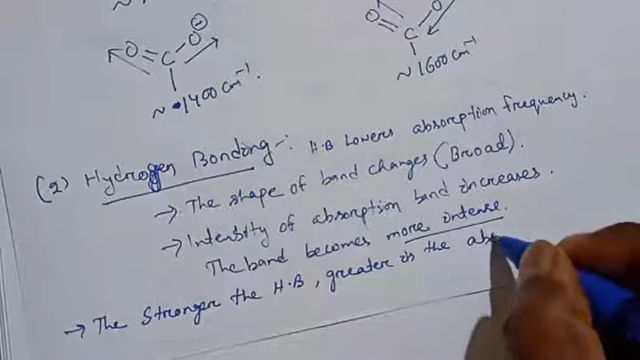 O = C - O ⊖
~ 1400 cm⁻¹.
O = C - O
~ 1600 cm⁻¹
(2) Hydrogen Bonding -: H.B Lowers absorption frequency.
→ The shape of band changes (Broad).
→ Intensity of absorption band increases.
The band becomes more intense.
→ The Stronger the H.B, greater is the abs